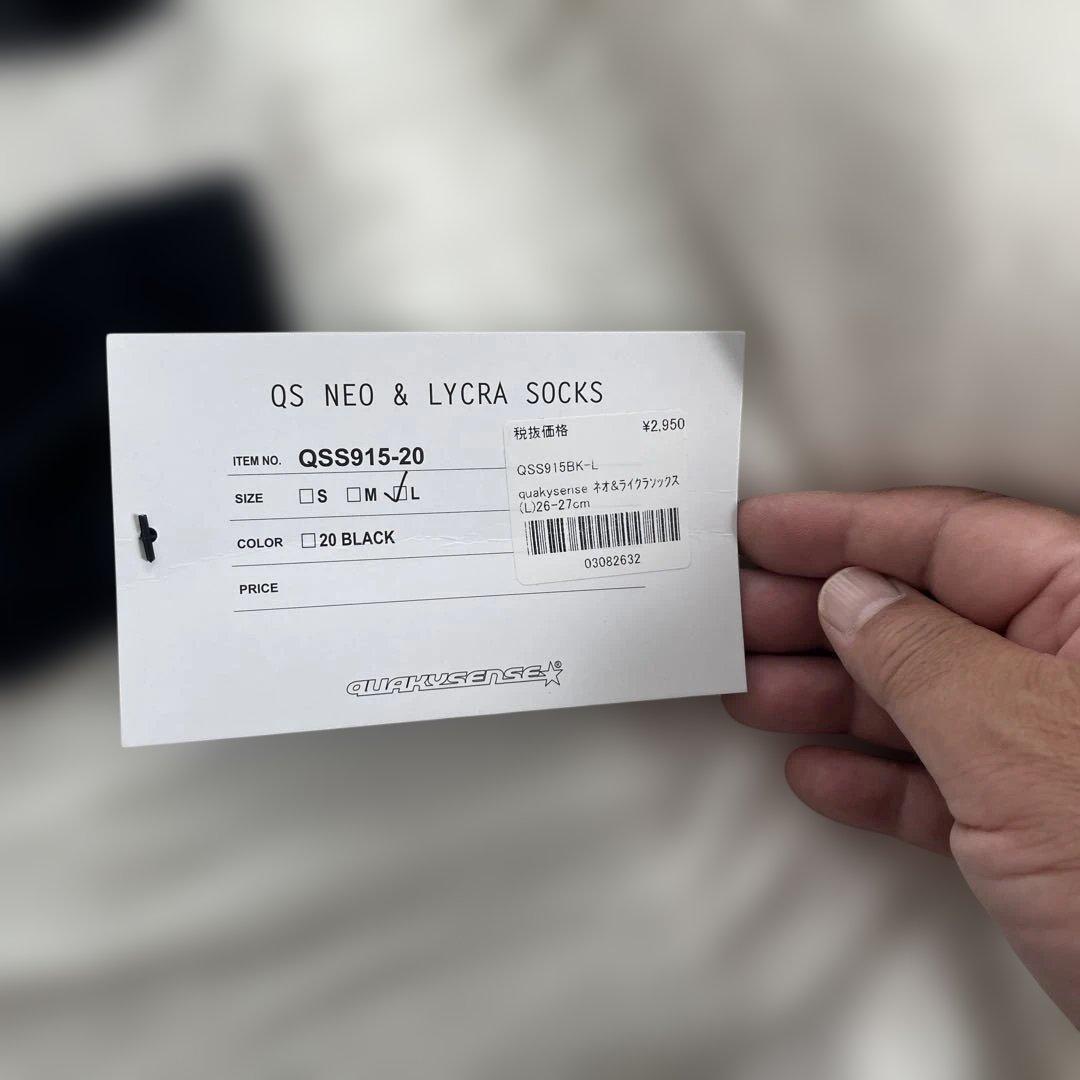 QS NEO & LYCRA SOCKS
ITEM NO. QSS915-20
SIZE □S □M □L
COLOR □20 BLACK
PRICE
税抜価格 ¥2,950
QSS915BK-L
quakysense ネオ&ライクラソックス
(L)26-27cm
03082632
QUAKYSENSE®